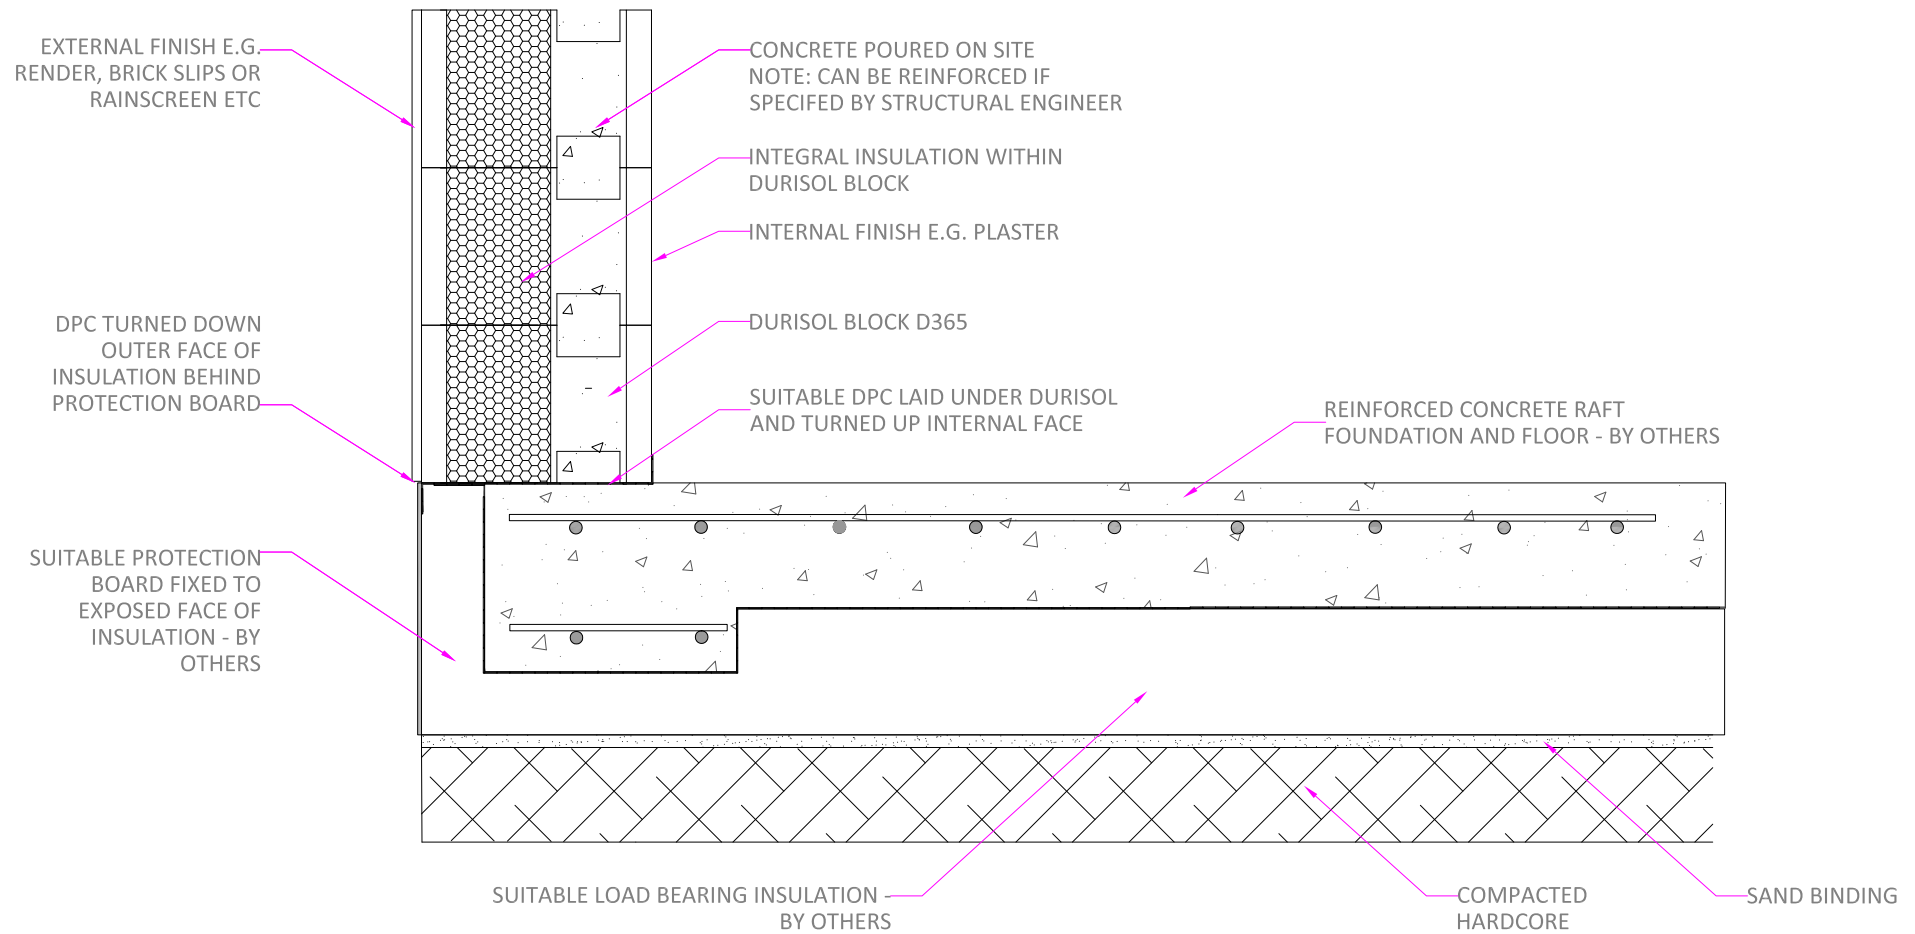 EXTERNAL FINISH E.G.
RENDER, BRICK SLIPS OR
RAINSCREEN ETC
CONCRETE POURED ON SITE
NOTE: CAN BE REINFORCED IF
SPECIFED BY STRUCTURAL ENGINEER
INTEGRAL INSULATION WITHIN
DURISOL BLOCK
INTERNAL FINISH E.G. PLASTER
DPC TURNED DOWN
OUTER FACE OF
INSULATION BEHIND
PROTECTION BOARD
DURISOL BLOCK D365
SUITABLE DPC LAID UNDER DURISOL
AND TURNED UP INTERNAL FACE
REINFORCED CONCRETE RAFT
FOUNDATION AND FLOOR - BY OTHERS
SUITABLE PROTECTION
BOARD FIXED TO
EXPOSED FACE OF
INSULATION - BY
OTHERS
SUITABLE LOAD BEARING INSULATION -
BY OTHERS
COMPACTED
HARDCORE
SAND BINDING